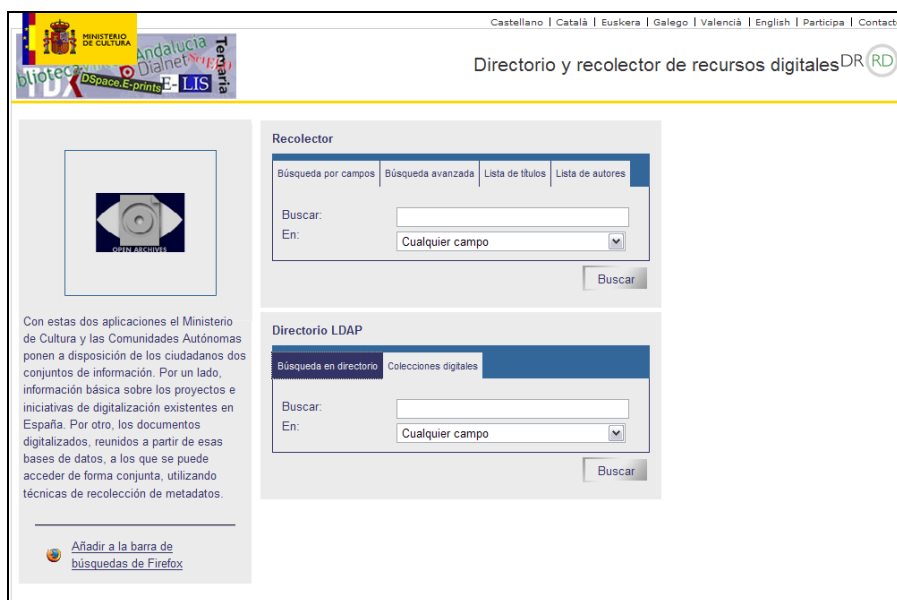 Castellano | Català | Euskera | Galego | Valencià | English | Participa | Contact
MINISTERIO
DE CULTURA
Andalucia
Dialnet
Temaria
DSpace.E-prints
E-LIS
TDX
Directorio y recolector de recursos digitales DR RD
OPEN ARCHIVES
Con estas dos aplicaciones el Ministerio
de Cultura y las Comunidades Autónomas
ponen a disposición de los ciudadanos dos
conjuntos de información. Por un lado,
información básica sobre los proyectos e
iniciativas de digitalización existentes en
España. Por otro, los documentos
digitalizados, reunidos a partir de esas
bases de datos, a los que se puede
acceder de forma conjunta, utilizando
técnicas de recolección de metadatos.
Añadir a la barra de
búsquedas de Firefox
Recolector
Búsqueda por campos Búsqueda avanzada Lista de títulos Lista de autores
Buscar:
En: Cualquier campo
Buscar
Directorio LDAP
Búsqueda en directorio Colecciones digitales
Buscar:
En: Cualquier campo
Buscar